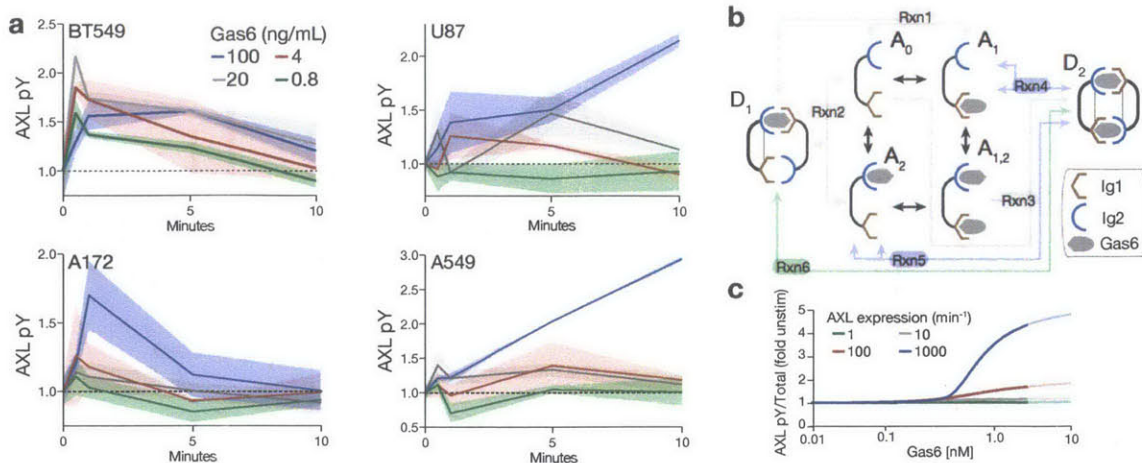 a
BT549
Gas6 (ng/mL)
100
4
20
0.8
AXL pY
2.5
2.0
1.5
1.0
0
5
10
Minutes
U87
AXL pY
2.0
1.5
1.0
0.5
0
5
10
Minutes
A172
AXL pY
2.0
1.5
1.0
0
5
10
Minutes
A549
AXL pY
3.0
2.5
2.0
1.5
1.0
0.5
0
5
10
Minutes
b
Rxn1
A0
A1
D2
Rxn4
D1
Rxn2
A2
A1,2
Rxn3
Rxn5
Rxn6
Ig1
Ig2
Gas6
c
AXL pY/Total (fold unstim)
AXL expression (min⁻¹)
1
10
100
1000
5
4
3
2
1
0
0.01
0.1
1.0
10
Gas6 [nM]